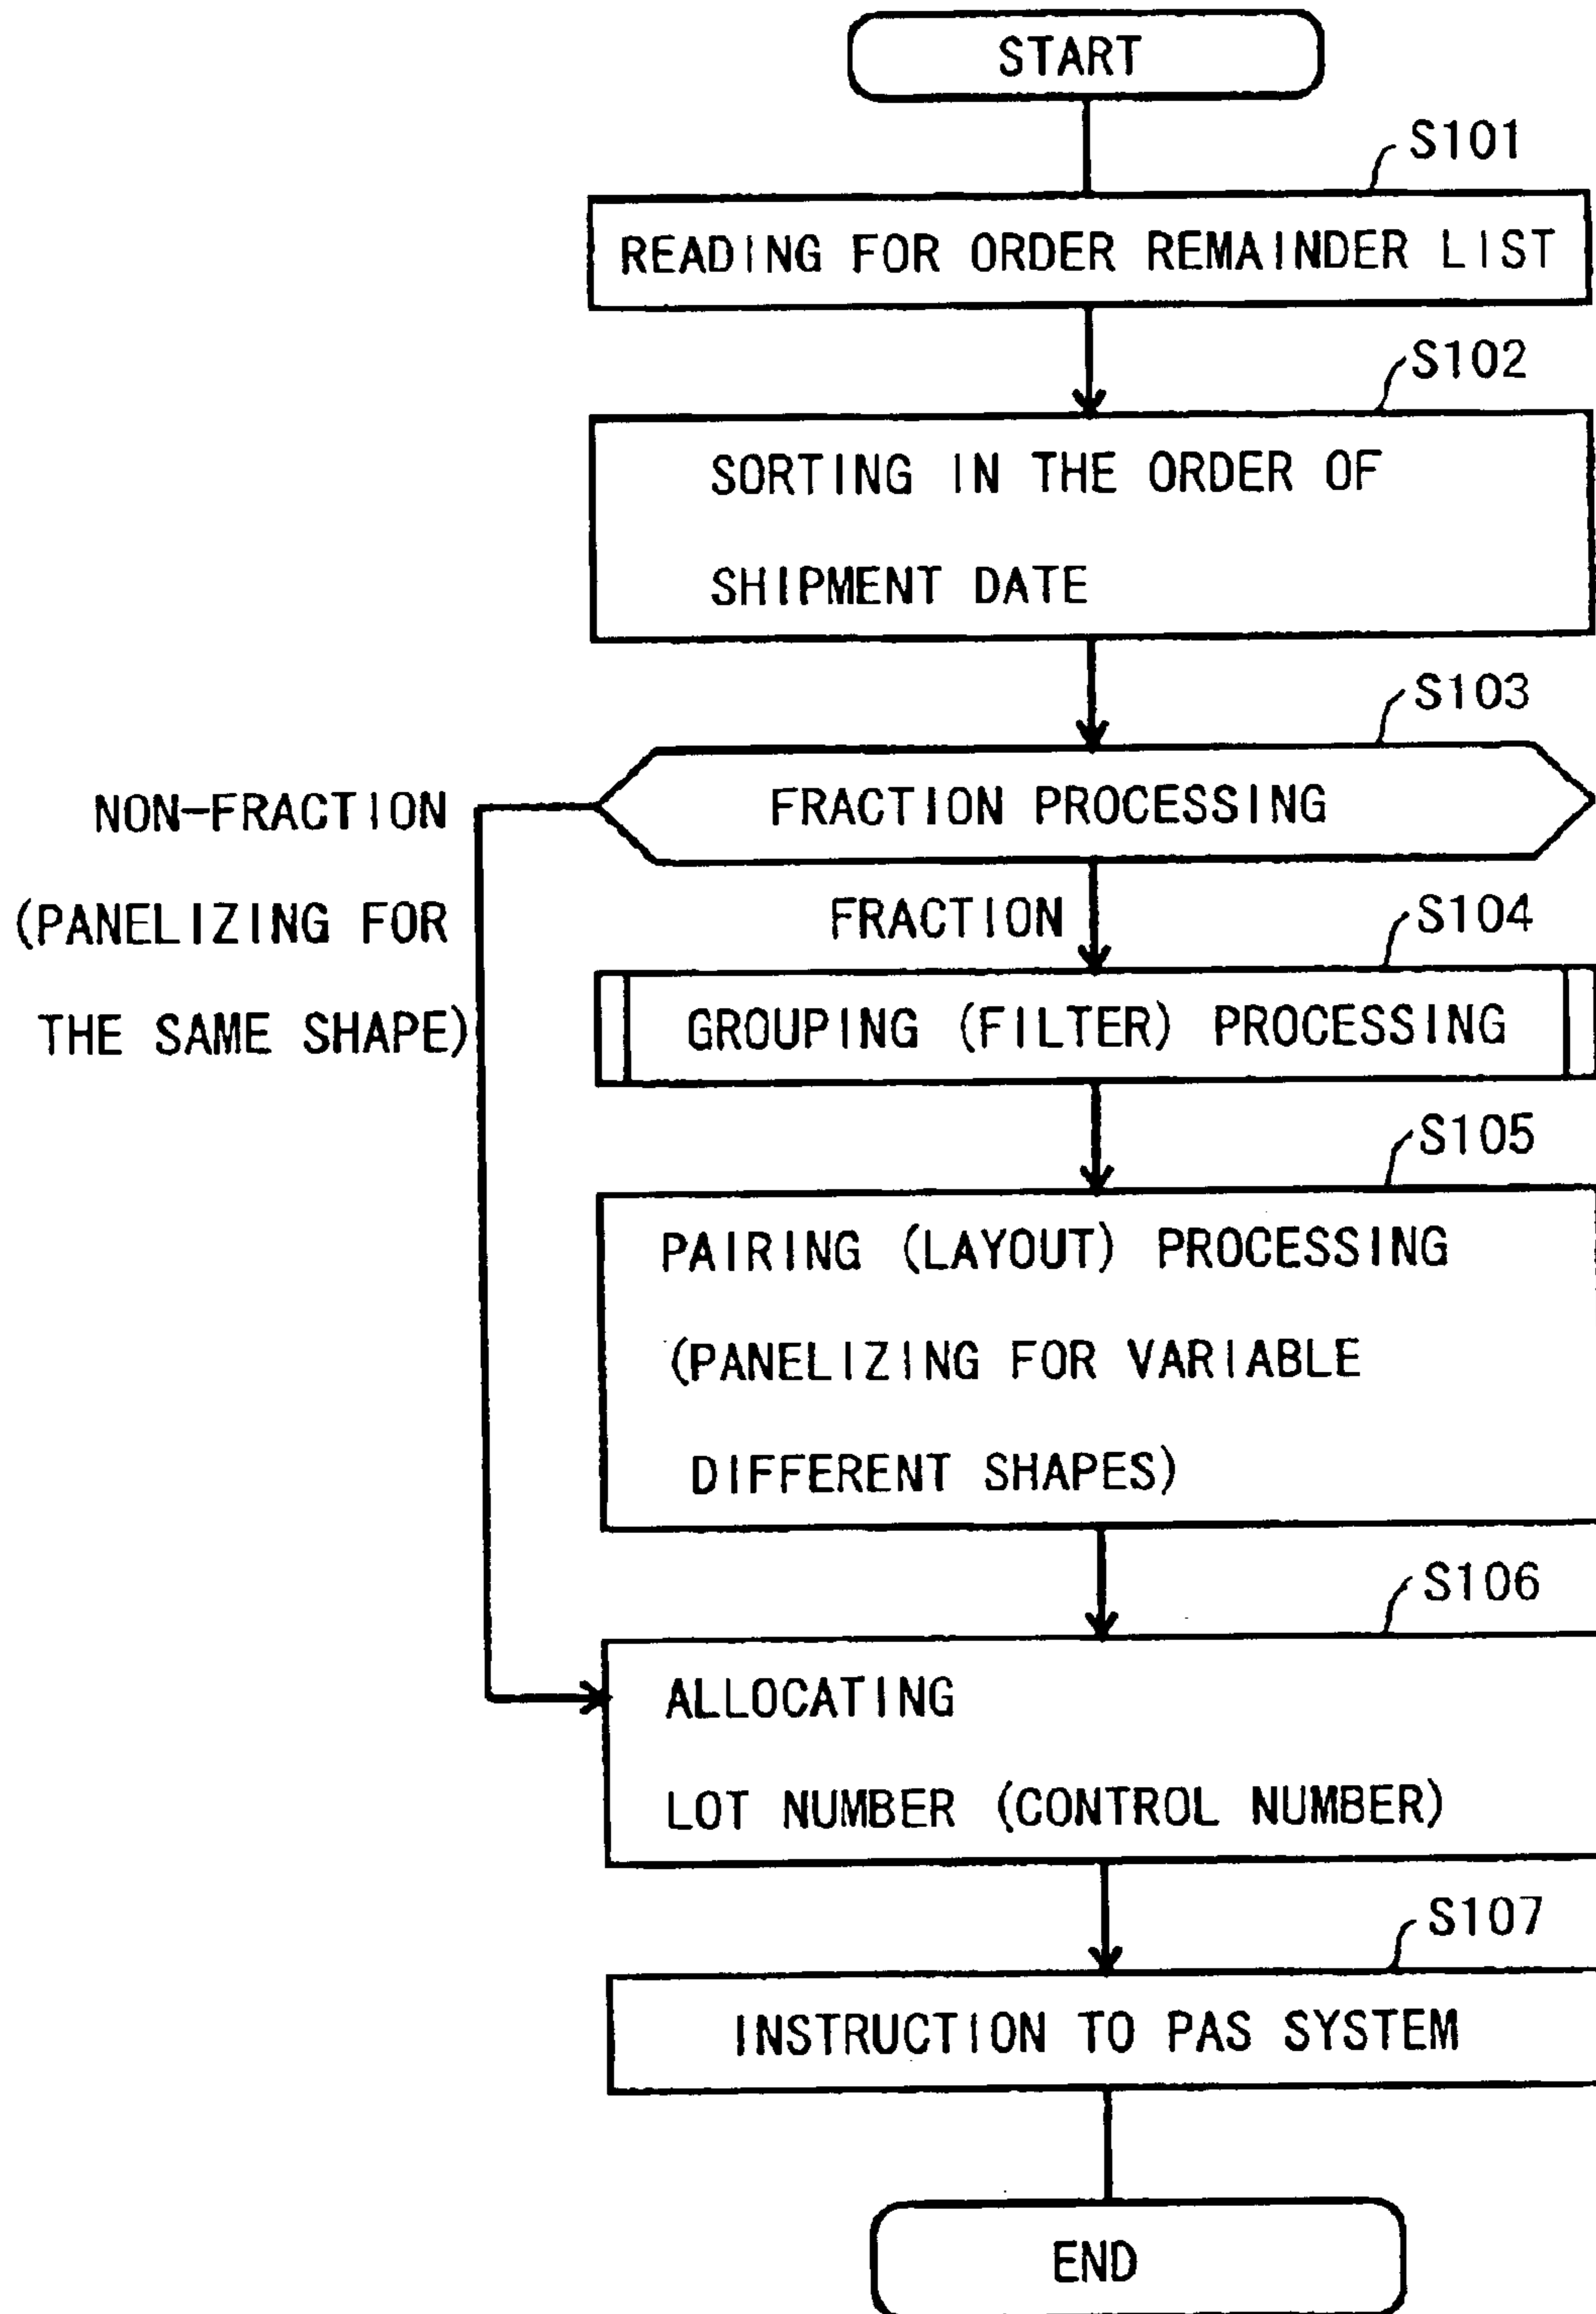 START
S101
READING FOR ORDER REMAINDER LIST
S102
SORTING IN THE ORDER OF
SHIPMENT DATE
S103
FRACTION PROCESSING
NON-FRACTION
(PANELIZING FOR
THE SAME SHAPE)
FRACTION
S104
GROUPING (FILTER) PROCESSING
S105
PAIRING (LAYOUT) PROCESSING
(PANELIZING FOR VARIABLE
DIFFERENT SHAPES)
S106
ALLOCATING
LOT NUMBER (CONTROL NUMBER)
S107
INSTRUCTION TO PAS SYSTEM
END